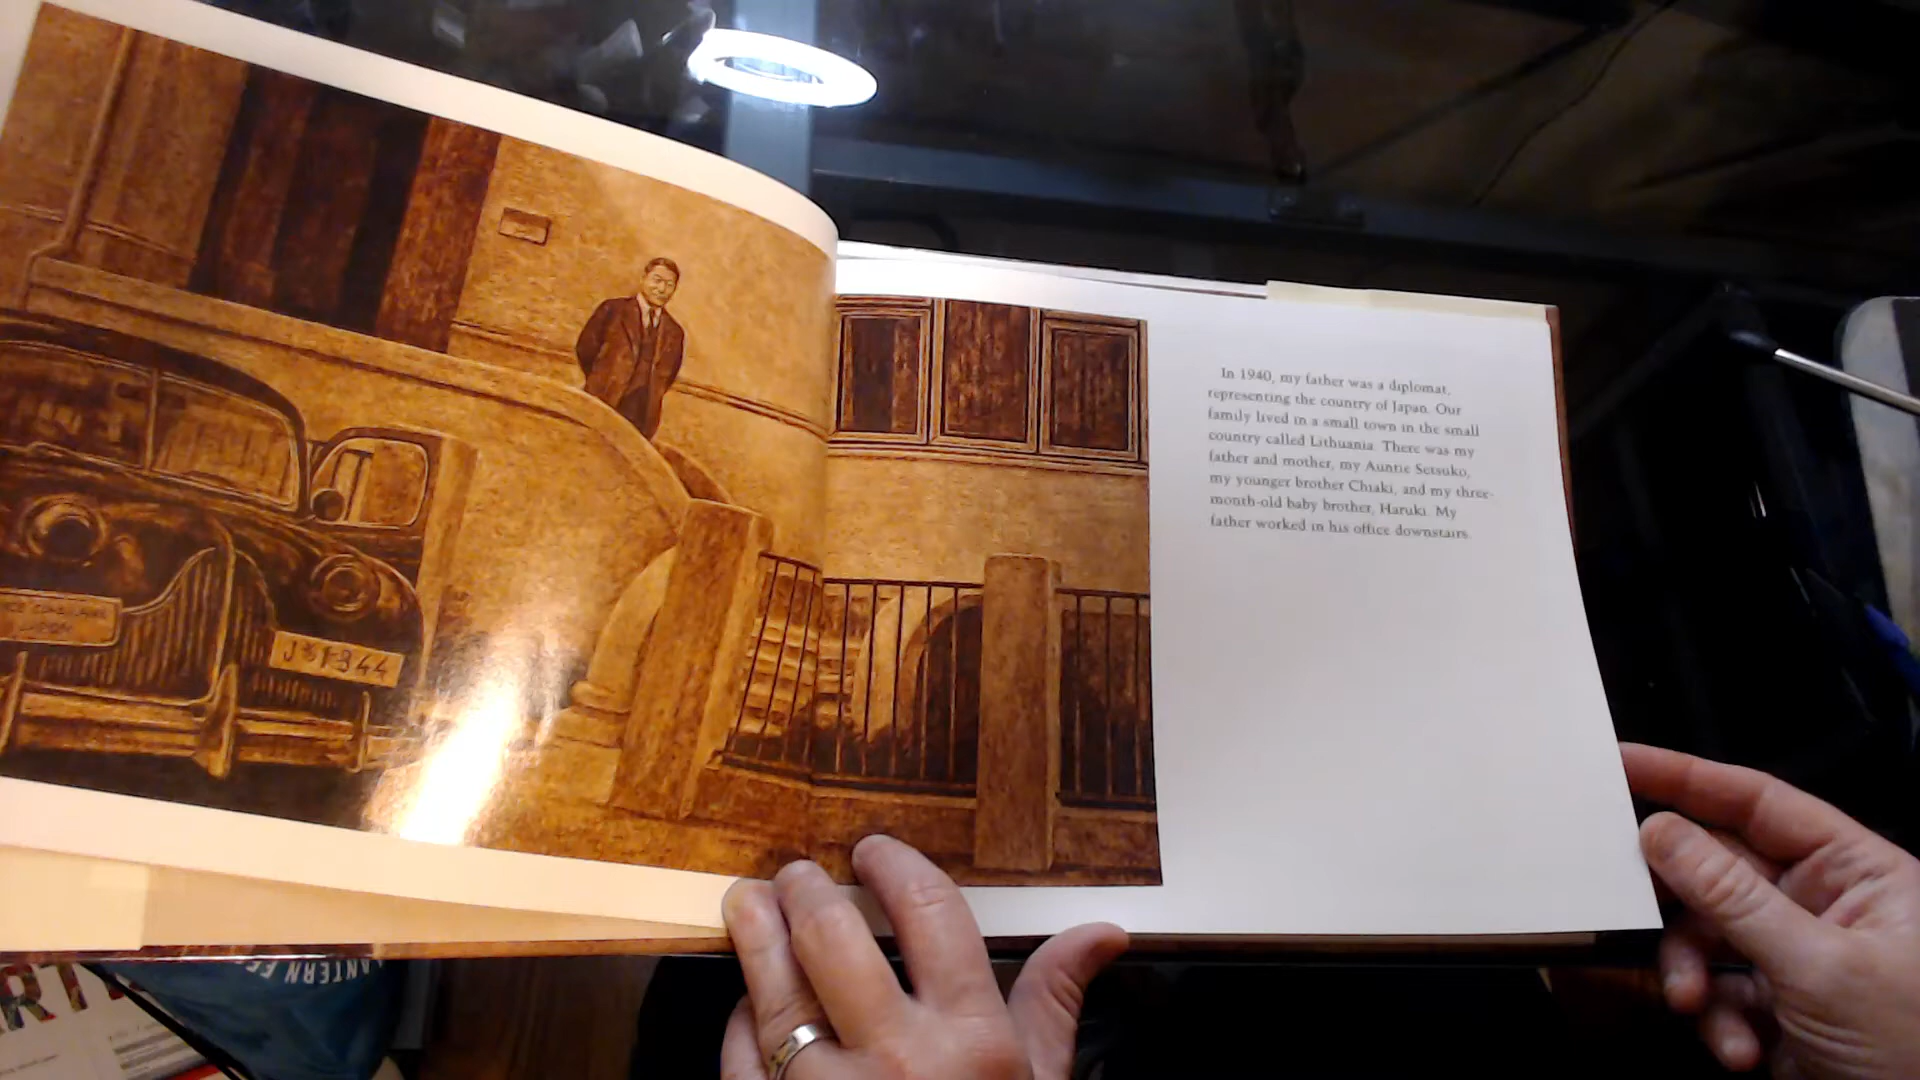 J 1944
In 1940, my father was a diplomat,
representing the country of Japan. Our
family lived in a small town in the small
country called Lithuania. There was my
father and mother, my Auntie Setsuko,
my younger brother Chiaki, and my three-
month-old baby brother, Haruki. My
father worked in his office downstairs.
LANTERN